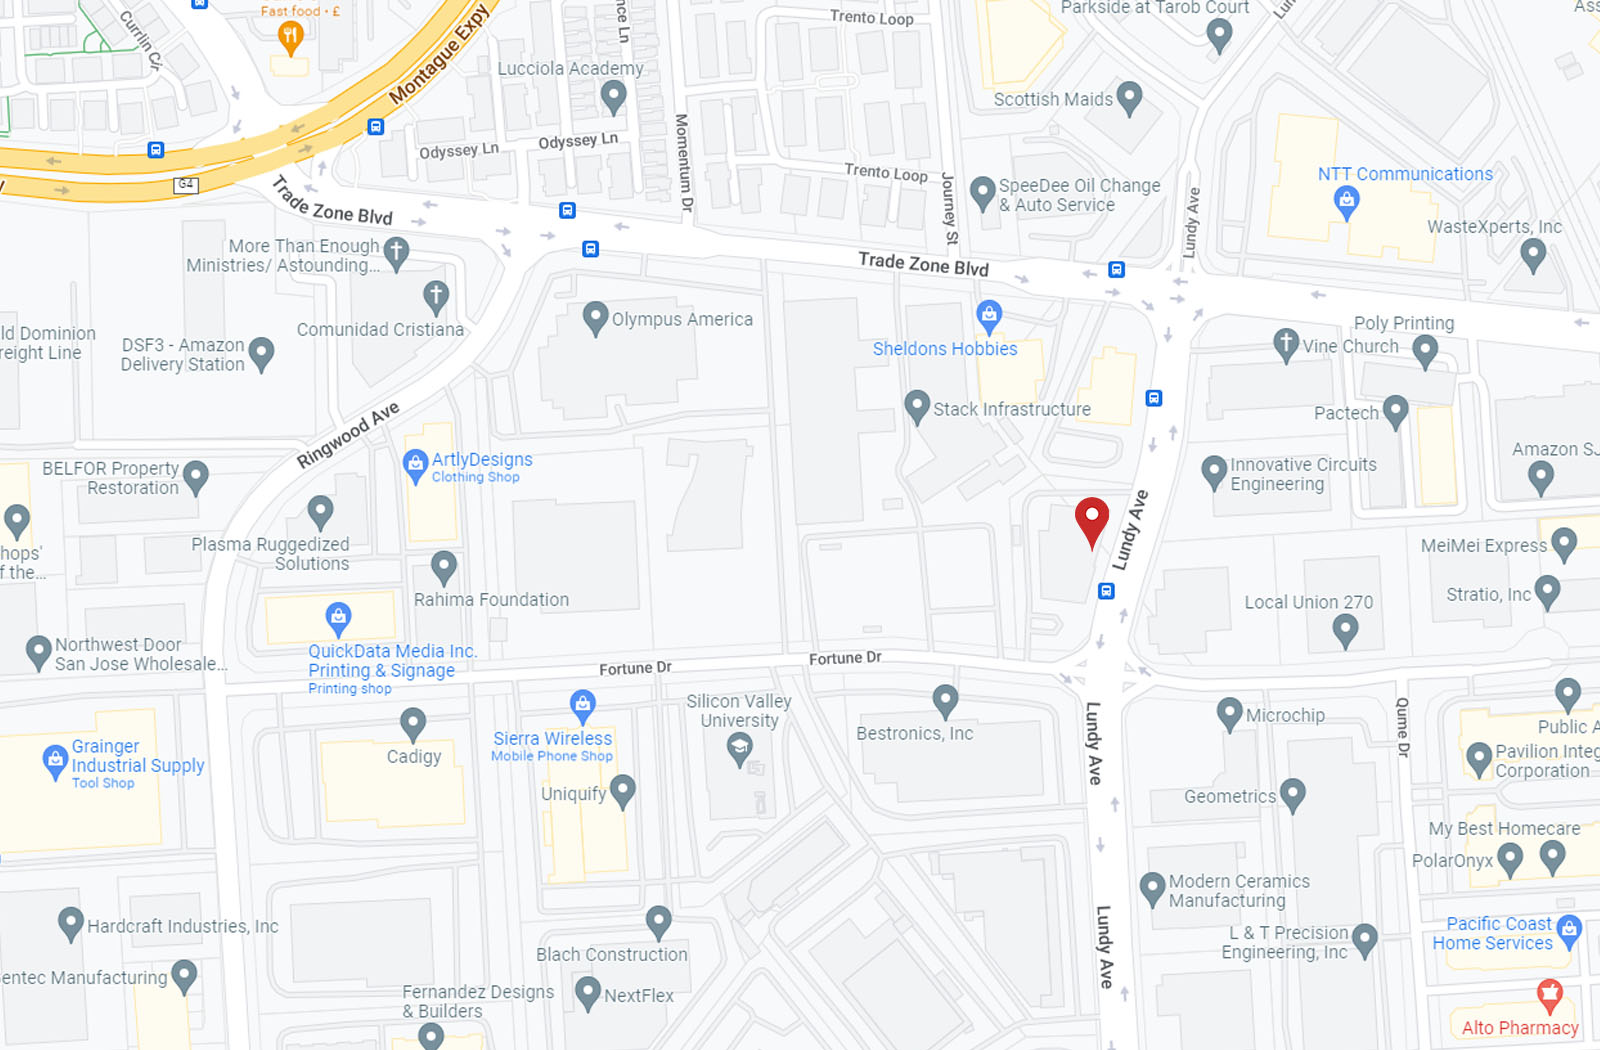 Fast food · £
Currlin Cir
Montague Expy
nce Ln
Trento Loop
Parkside at Tarob Court
Lun
Ass
Lucciola Academy
Scottish Maids
Odyssey Ln
Odyssey Ln
Momentum Dr
Trento Loop
Journey St
SpeeDee Oil Change
& Auto Service
Lundy Ave
NTT Communications
WasteXperts, Inc
G4
y
Trade Zone Blvd
More Than Enough
Ministries/ Astounding...
Comunidad Cristiana
Trade Zone Blvd
ld Dominion
reight Line
DSF3 - Amazon
Delivery Station
Olympus America
Sheldons Hobbies
Poly Printing
Vine Church
Ringwood Ave
Stack Infrastructure
Pactech
BELFOR Property
Restoration
ArtlyDesigns
Clothing Shop
Innovative Circuits
Engineering
Amazon SJ
Lundy Ave
hops'
f the...
Plasma Ruggedized
Solutions
MeiMei Express
Rahima Foundation
Local Union 270
Stratio, Inc
Northwest Door
San Jose Wholesale...
QuickData Media Inc.
Printing & Signage
Printing shop
Fortune Dr
Fortune Dr
Silicon Valley
University
Bestronics, Inc
Lundy Ave
Microchip
Qume Dr
Public A
Grainger
Industrial Supply
Tool Shop
Cadigy
Sierra Wireless
Mobile Phone Shop
Uniquify
Pavilion Integ
Corporation
Geometrics
My Best Homecare
PolarOnyx
Modern Ceramics
Manufacturing
Hardcraft Industries, Inc
Blach Construction
Lundy Ave
L & T Precision
Engineering, Inc
Pacific Coast
Home Services
entec Manufacturing
Fernandez Designs
& Builders
NextFlex
Alto Pharmacy